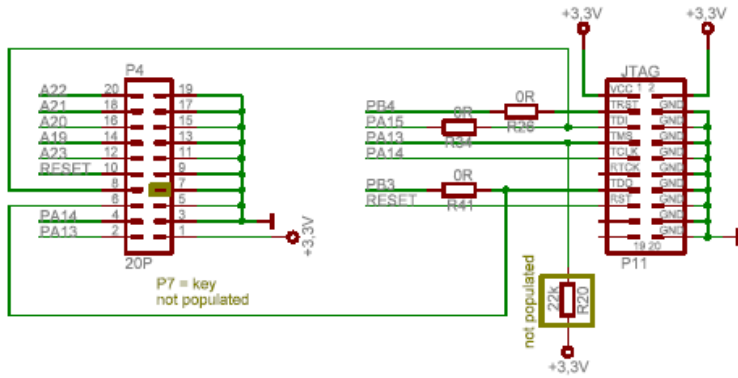 +3,3V +3,3V
P4 JTAG
VCC 1 2
A22 20 19 0R TRST GND
A21 18 17 PB4 TDI GND
A20 16 15 PA15 0R R28 TMS GND
A19 14 13 PA13 R34 TCLK GND
A23 12 11 PA14 RTCK GND
RESET 10 9 0R TDO GND
8 7 PB3 RST GND
6 5 RESET R41 GND
PA14 4 3 GND
PA13 2 1 19 20
20P +3,3V P11
P7 = key
not populated
not populated
22k R20
+3,3V